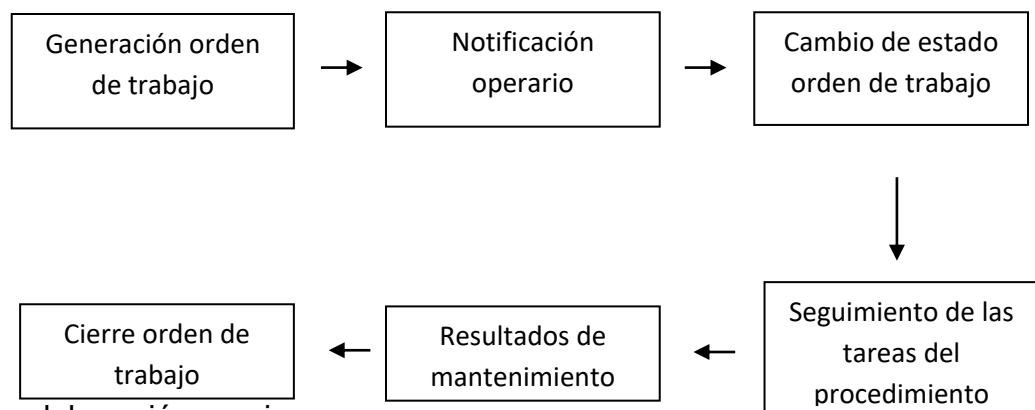 Generación orden
de trabajo
Notificación
operario
Cambio de estado
orden de trabajo
Seguimiento de las
tareas del
procedimiento
Resultados de
mantenimiento
Cierre orden de
trabajo